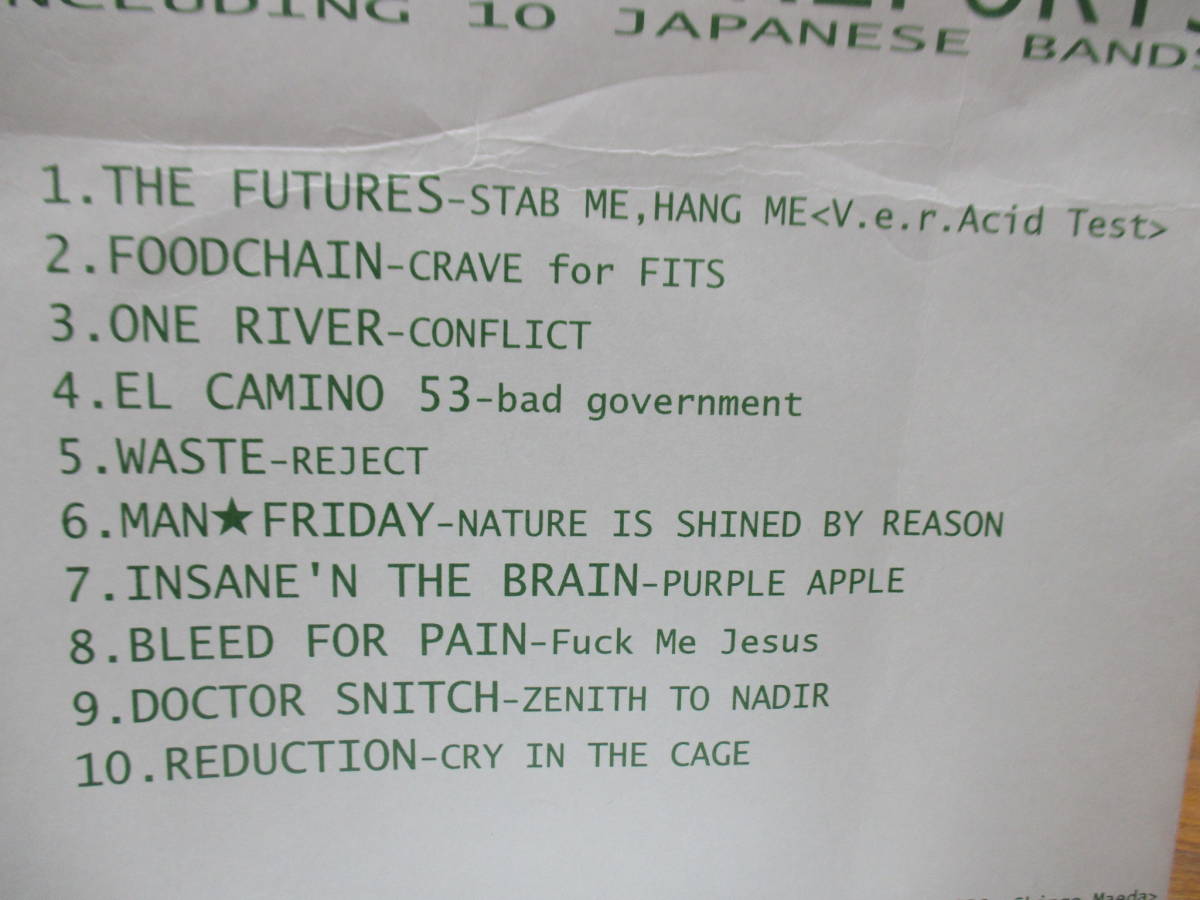 10 JAPANESE BANDS
1.THE FUTURES-STAB ME,HANG ME<V.e.r.Acid Test>
2.FOODCHAIN-CRAVE for FITS
3.ONE RIVER-CONFLICT
4.EL CAMINO 53-bad government
5.WASTE-REJECT
6.MAN★FRIDAY-NATURE IS SHINED BY REASON
7.INSANE'N THE BRAIN-PURPLE APPLE
8.BLEED FOR PAIN-Fuck Me Jesus
9.DOCTOR SNITCH-ZENITH TO NADIR
10.REDUCTION-CRY IN THE CAGE
Maeda>